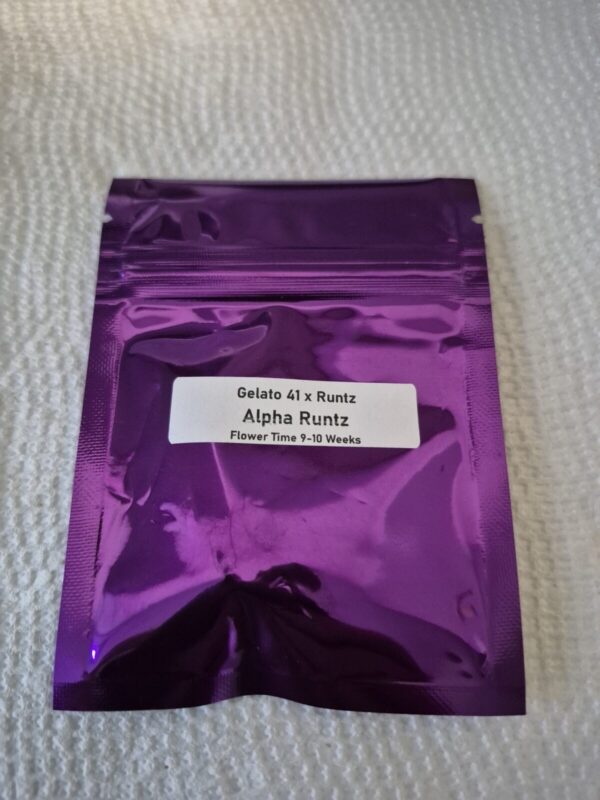 Gelato 41 x Runtz
Alpha Runtz
Flower Time 9-10 Weeks